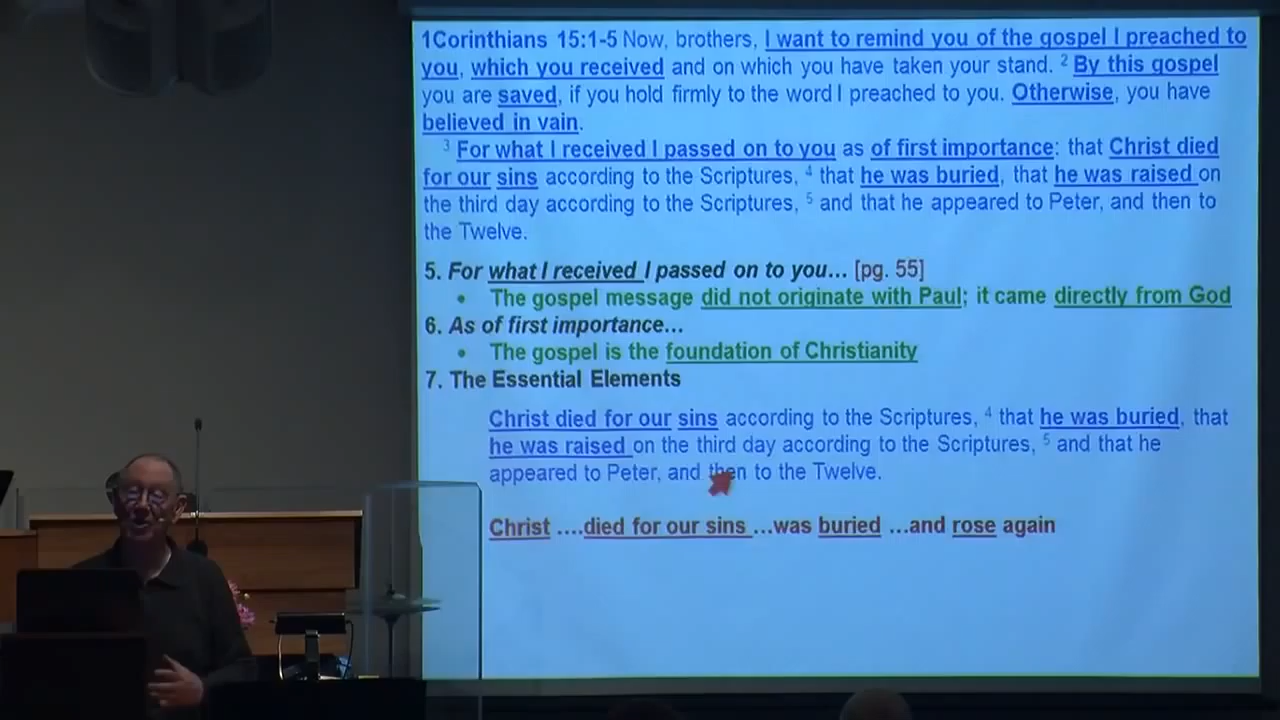 1Corinthians 15:1-5 Now, brothers, I want to remind you of the gospel I preached to
you, which you received and on which you have taken your stand. 2 By this gospel
you are saved, if you hold firmly to the word I preached to you. Otherwise, you have
believed in vain.
3 For what I received I passed on to you as of first importance: that Christ died
for our sins according to the Scriptures, 4 that he was buried, that he was raised on
the third day according to the Scriptures, 5 and that he appeared to Peter, and then to
the Twelve.
5. For what I received I passed on to you... [pg. 55]
• The gospel message did not originate with Paul; it came directly from God
6. As of first importance...
• The gospel is the foundation of Christianity
7. The Essential Elements
Christ died for our sins according to the Scriptures, 4 that he was buried, that
he was raised on the third day according to the Scriptures, 5 and that he
appeared to Peter, and then to the Twelve.
Christ ....died for our sins ...was buried ...and rose again